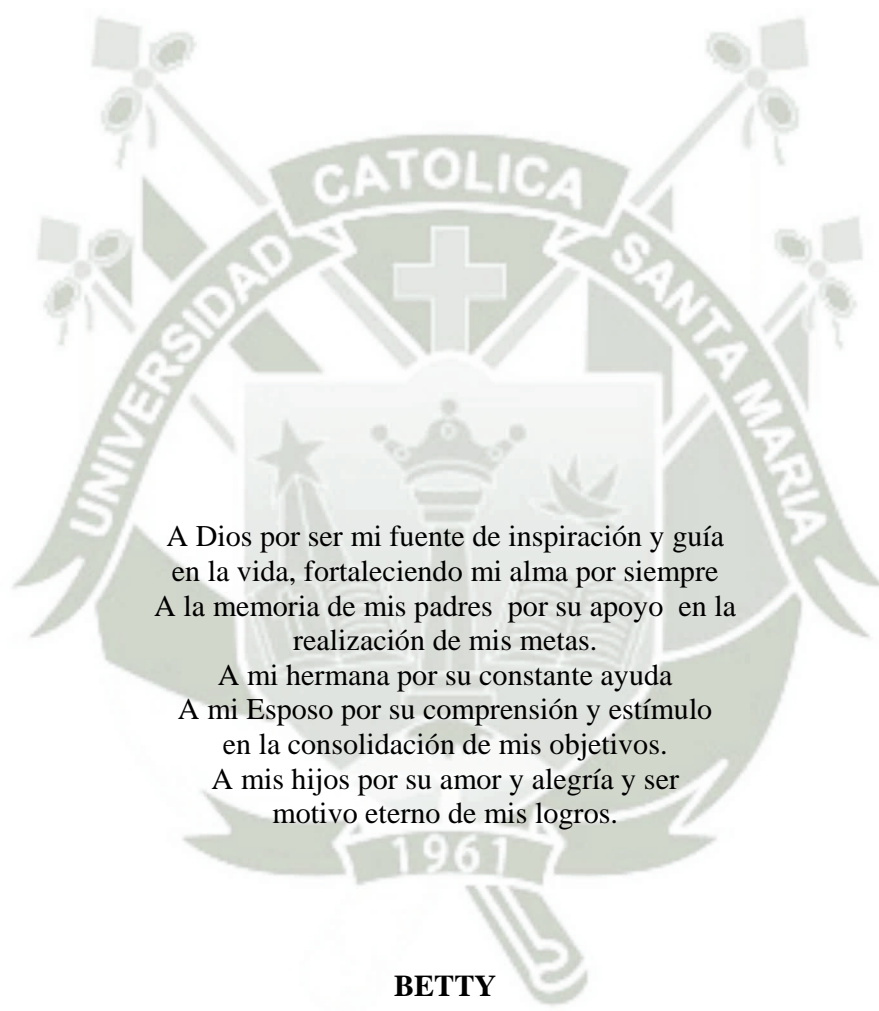 CATOLICA
UNIVERSIDAD
SANTA MARIA
A Dios por ser mi fuente de inspiración y guía
en la vida, fortaleciendo mi alma por siempre
A la memoria de mis padres por su apoyo en la
realización de mis metas.
A mi hermana por su constante ayuda
A mi Esposo por su comprensión y estímulo
en la consolidación de mis objetivos.
A mis hijos por su amor y alegría y ser
motivo eterno de mis logros.
1961
BETTY